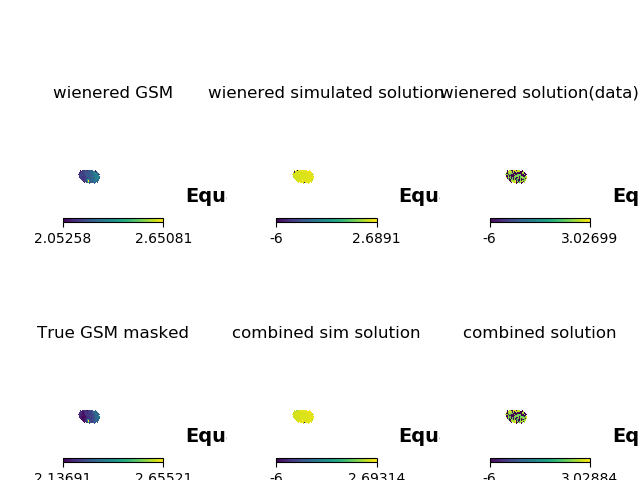 wienered GSM wienered simulated solution wienered solution(data)
Equ Equ Eq
2.05258 2.65081 -6 2.6891 -6 3.02699
True GSM masked combined sim solution combined solution
Equ Equ Eq
2.13691 2.65521 -6 2.69314 -6 3.02884